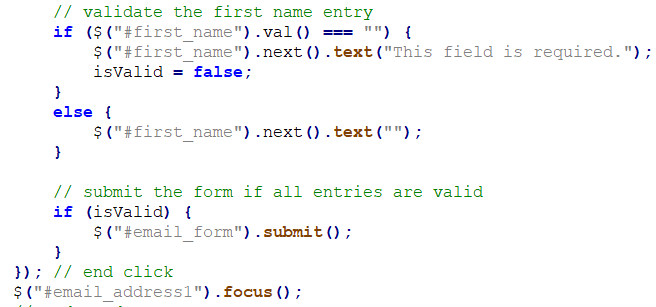 // validate the first name entry
if ($("#first_name").val() === "") {
$("#first_name").next().text("This field is required.");
isValid = false;
}
else {
$("#first_name").next().text("");
}
// submit the form if all entries are valid
if (isValid) {
$("#email_form").submit();
}
}); // end click
$("#email_address1").focus();